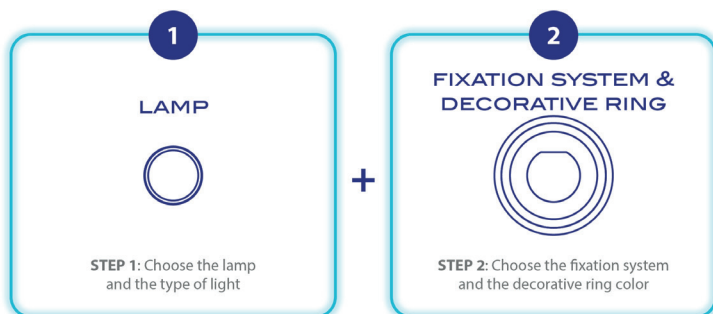 1
LAMP
STEP 1: Choose the lamp
and the type of light
+
2
FIXATION SYSTEM &
DECORATIVE RING
STEP 2: Choose the fixation system
and the decorative ring color